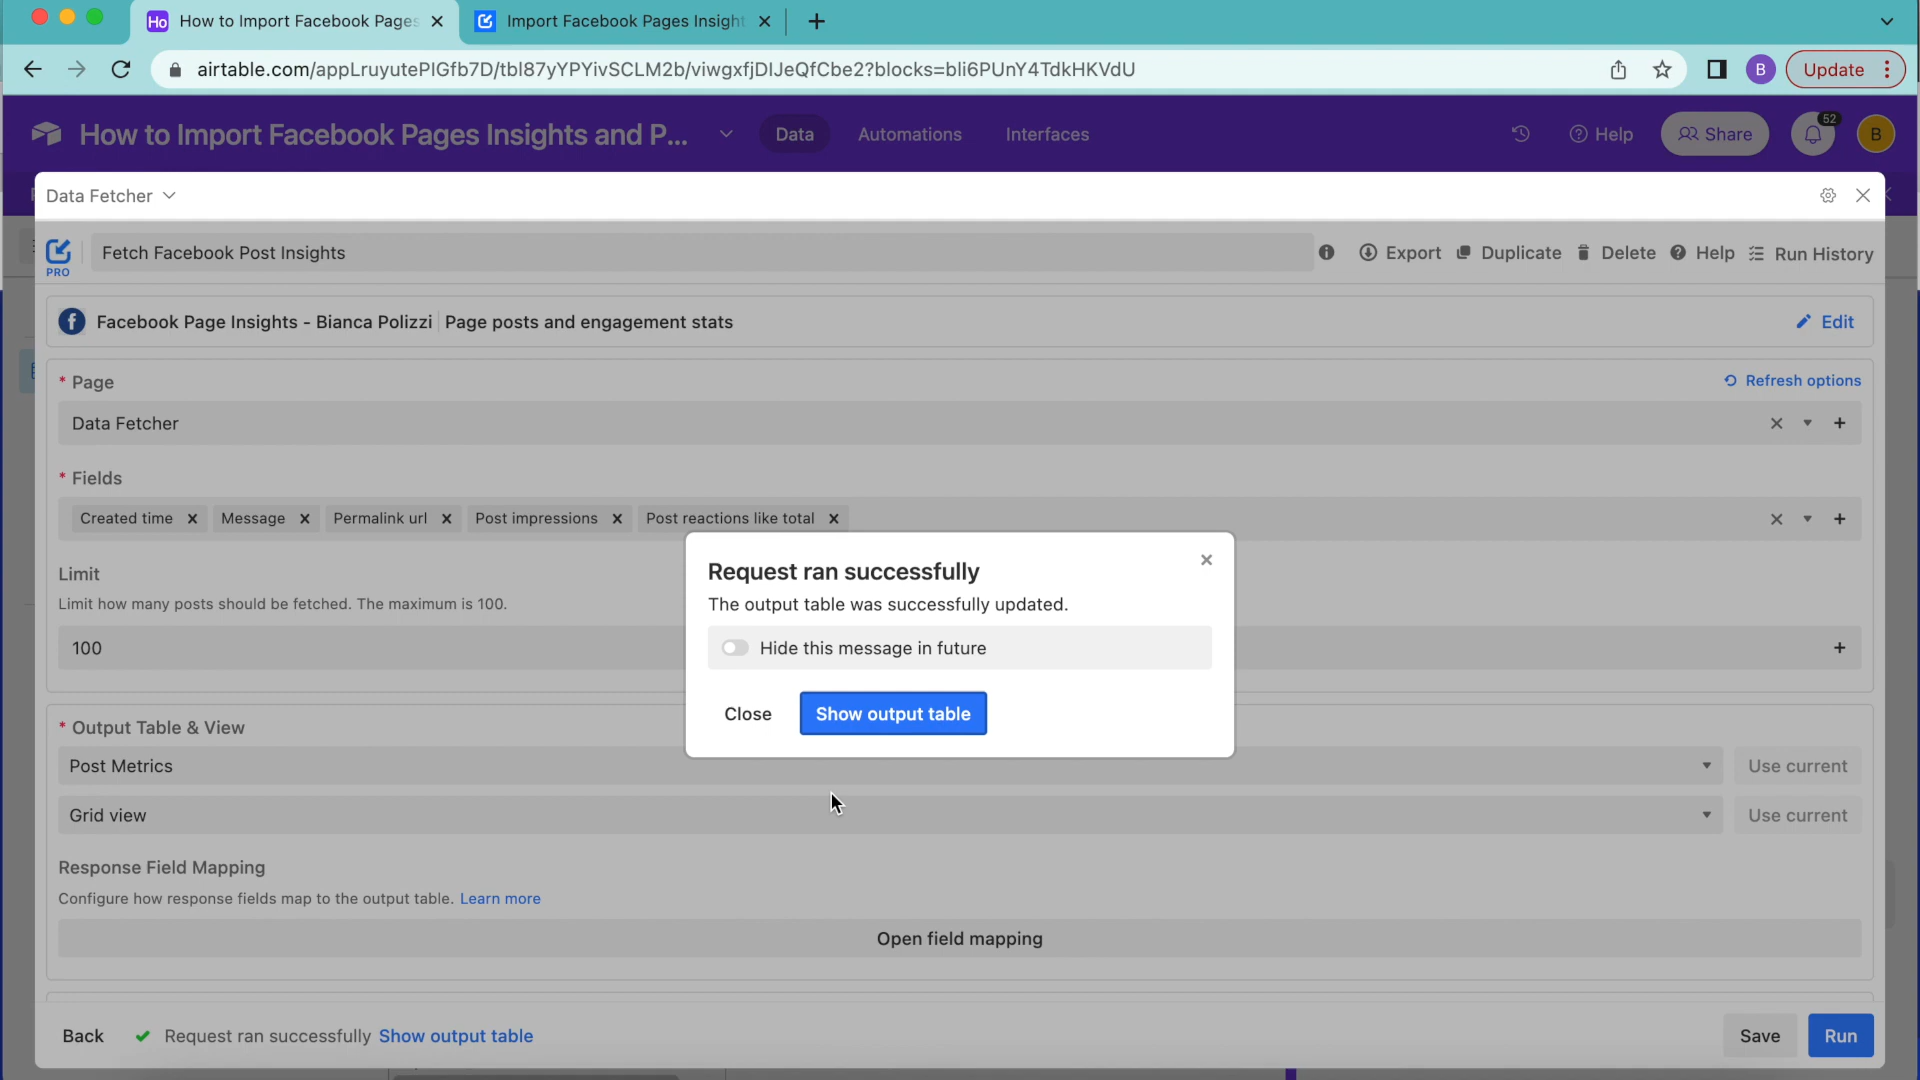 Ho How to Import Facebook Pages
Import Facebook Pages Insight
airtable.com/appLruyutePIGfb7D/tbl87yYPYivSCLM2b/viwgxfjDIJeQfCbe2?blocks=bli6PUnY4TdkHKVdU
B
Update
How to Import Facebook Pages Insights and P...
Data
Automations
Interfaces
Help
Share
52
B
Data Fetcher
PRO
Fetch Facebook Post Insights
Export
Duplicate
Delete
Help
Run History
Facebook Page Insights - Bianca Polizzi
Page posts and engagement stats
Edit
* Page
Refresh options
Data Fetcher
* Fields
Created time
Message
Permalink url
Post impressions
Post reactions like total
Limit
Limit how many posts should be fetched. The maximum is 100.
100
Request ran successfully
The output table was successfully updated.
Hide this message in future
Close
Show output table
* Output Table & View
Post Metrics
Use current
Grid view
Use current
Response Field Mapping
Configure how response fields map to the output table. Learn more
Open field mapping
Back
Request ran successfully Show output table
Save
Run